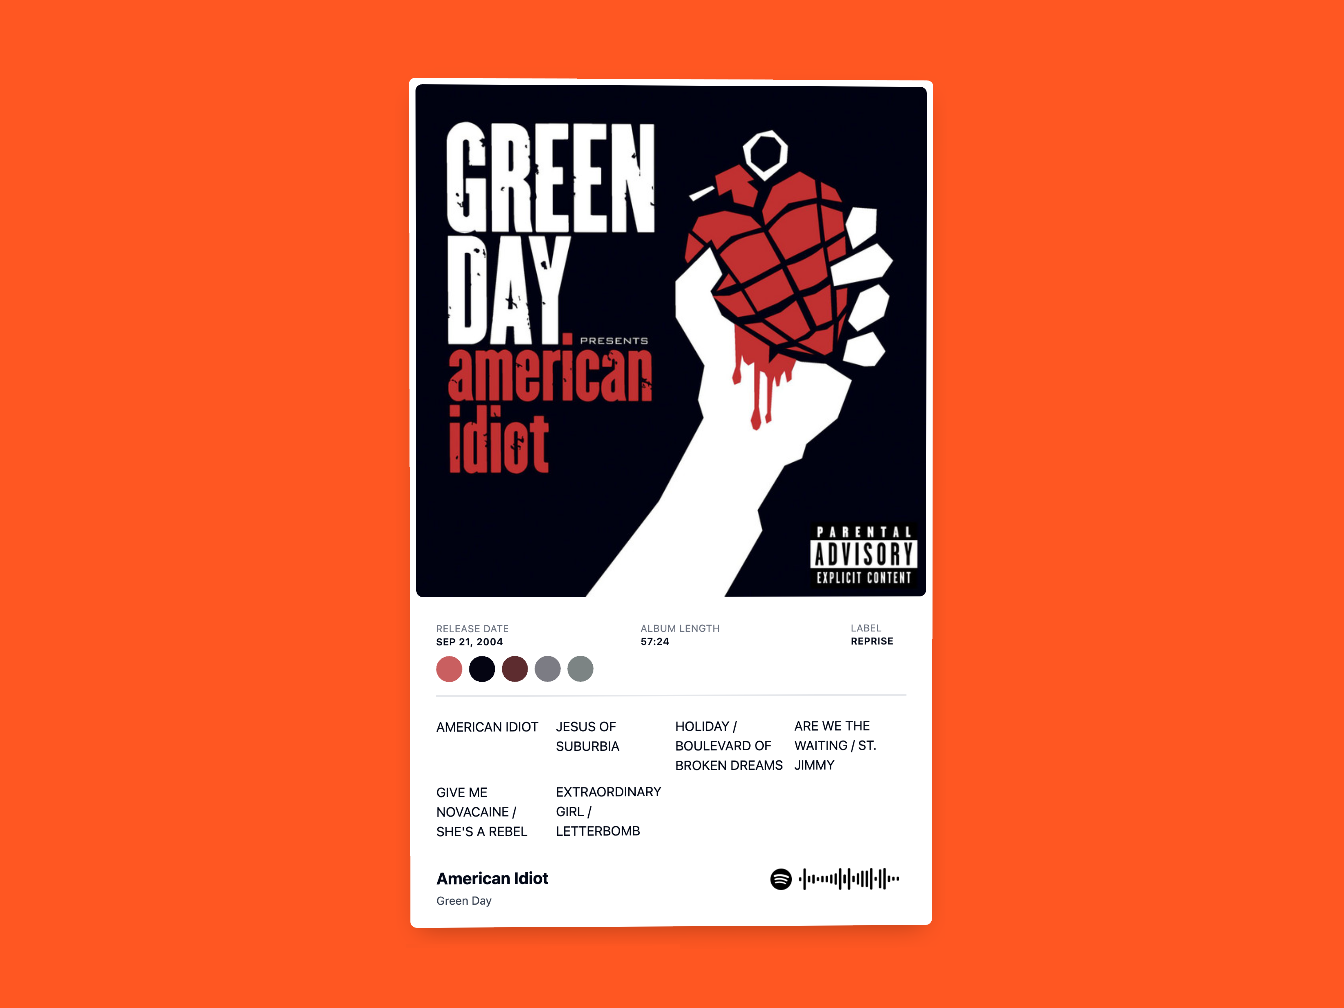 GREEN
DAY
PRESENTS
american
idiot
PARENTAL
ADVISORY
EXPLICIT CONTENT
RELEASE DATE
SEP 21, 2004
ALBUM LENGTH
57:24
LABEL
REPRISE
AMERICAN IDIOT
JESUS OF
SUBURBIA
HOLIDAY /
BOULEVARD OF
BROKEN DREAMS
ARE WE THE
WAITING / ST.
JIMMY
GIVE ME
NOVACAINE /
SHE'S A REBEL
EXTRAORDINARY
GIRL /
LETTERBOMB
American Idiot
Green Day